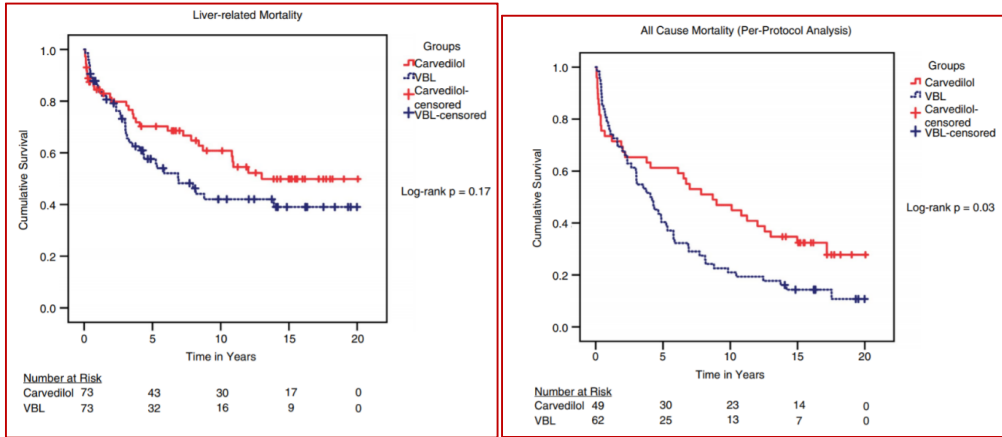 Liver-related Mortality
Groups
Carvedilol
VBL
Carvedilol-
censored
VBL-censored
Log-rank p = 0.17
Cumulative Survival
1.0
0.8
0.6
0.4
0.2
0.0
0 5 10 15 20
Time in Years
Number at Risk
Carvedilol 73 43 30 17 0
VBL 73 32 16 9 0
All Cause Mortality (Per-Protocol Analysis)
Groups
Carvedilol
VBL
Carvedilol-
censored
VBL-censored
Log-rank p = 0.03
Cumulative Survival
1.0
0.8
0.6
0.4
0.2
0.0
0 5 10 15 20
Time in Years
Number at Risk
Carvedilol 49 30 23 14 0
VBL 62 25 13 7 0